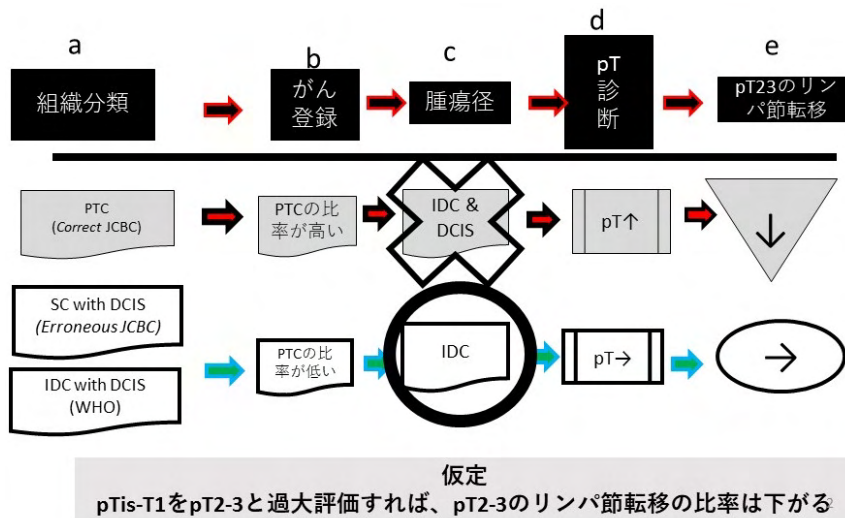 a
b
c
d
e
組織分類
がん
登録
腫瘍径
pT
診
断
pT23のリン
パ節転移
PTC
(Correct JCBC)
PTCの比
率が高い
IDC &
DCIS
pT↑
↓
SC with DCIS
(Erroneous JCBC)
IDC with DCIS
(WHO)
PTCの比
率が低い
IDC
pT→
→
仮定
pTis-T1をpT2-3と過大評価すれば、pT2-3のリンパ節転移の比率は下がる
2